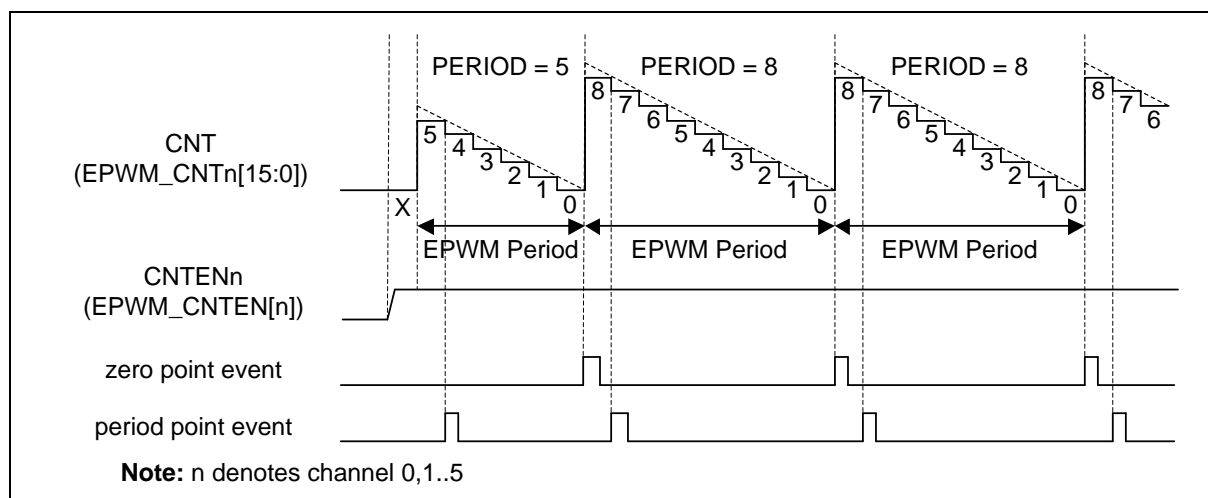 PERIOD = 5 PERIOD = 8 PERIOD = 8
8 7 6 5 4 3 2 1 0
5 4 3 2 1 0
8 7 6 5 4 3 2 1 0
8 7 6
CNT
(EPWM_CNTn[15:0])
X
EPWM Period EPWM Period EPWM Period
CNTENn
(EPWM_CNTEN[n])
zero point event
period point event
Note: n denotes channel 0,1..5